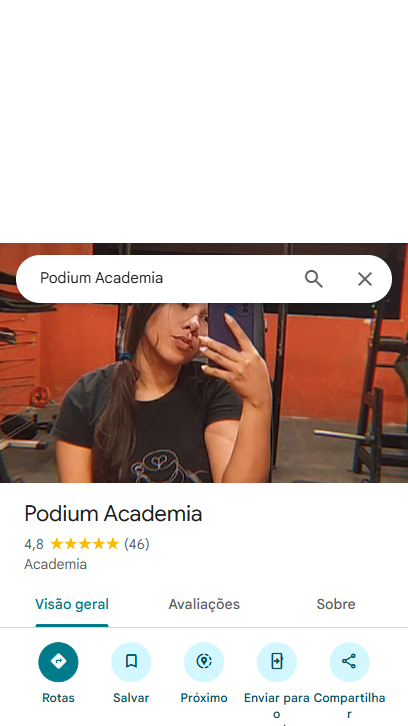 Podium Academia
Podium Academia
4,8 ★★★★★ (46)
Academia
Visão geral Avaliações Sobre
Rotas Salvar Próximo Enviar para o Compartilhar